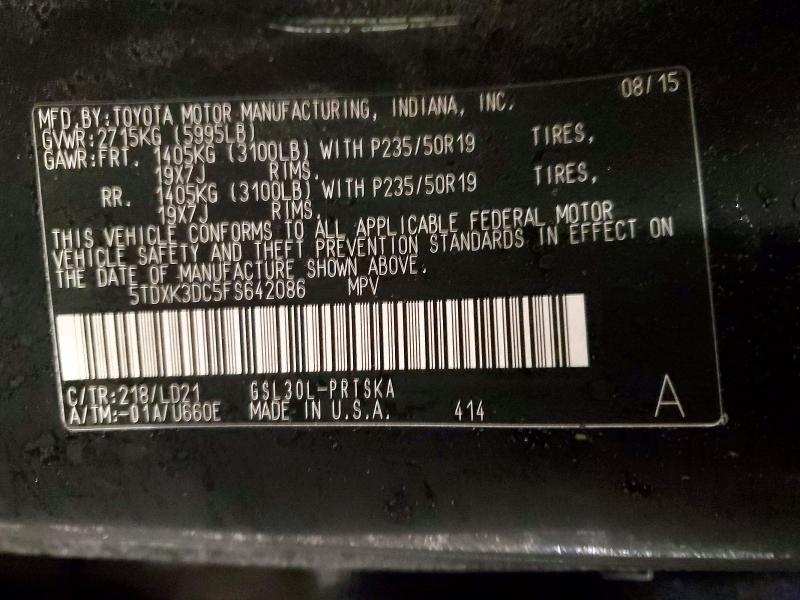 08/15
MFD.BY:TOYOTA MOTOR MANUFACTURING, INDIANA, INC.
GVWR:2715KG (5995LB)
GAWR:FRT. 1405KG (3100LB) WITH P235/50R19 TIRES,
19X7J RIMS,
RR. 1405KG (3100LB) WITH P235/50R19 TIRES,
19X7J RIMS.
THIS VEHICLE CONFORMS TO ALL APPLICABLE FEDERAL MOTOR
VEHICLE SAFETY AND THEFT PREVENTION STANDARDS IN EFFECT ON
THE DATE OF MANUFACTURE SHOWN ABOVE.
5TDXK3DC5FS642086 MPV
C/TR:218/LD21 GSL30L-PRTSKA
A/TM:-01A/U660E MADE IN U.S.A. 414 A